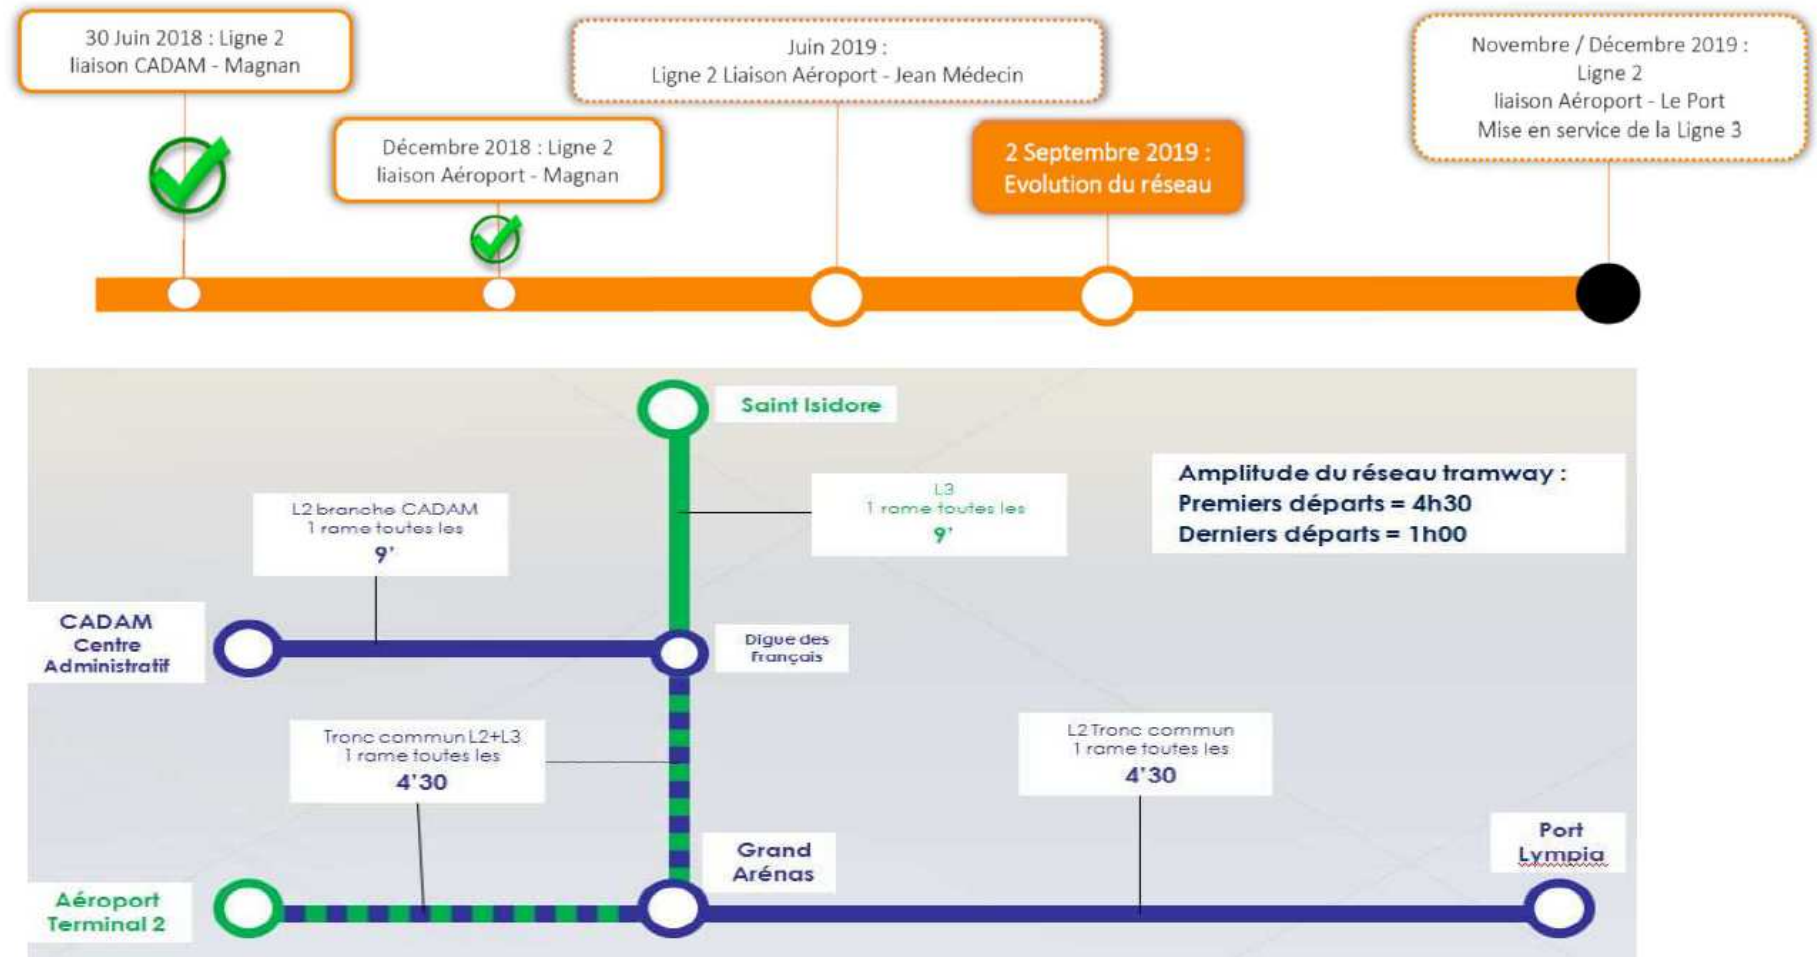 30 Juin 2018 : Ligne 2
liaison CADAM - Magnan
Décembre 2018 : Ligne 2
liaison Aéroport - Magnan
Juin 2019 :
Ligne 2 Liaison Aéroport - Jean Médecin
2 Septembre 2019 :
Evolution du réseau
Novembre / Décembre 2019 :
Ligne 2
liaison Aéroport - Le Port
Mise en service de la Ligne 3
Saint Isidore
L3
1 rame toutes les
9'
Amplitude du réseau tramway :
Premiers départs = 4h30
Derniers départs = 1h00
L2 branche CADAM
1 rame toutes les
9'
CADAM
Centre
Administratif
Digue des
Français
Tronc commun L2+L3
1 rame toutes les
4'30
L2 Tronc commun
1 rame toutes les
4'30
Grand
Arénas
Port
Lympia
Aéroport
Terminal 2